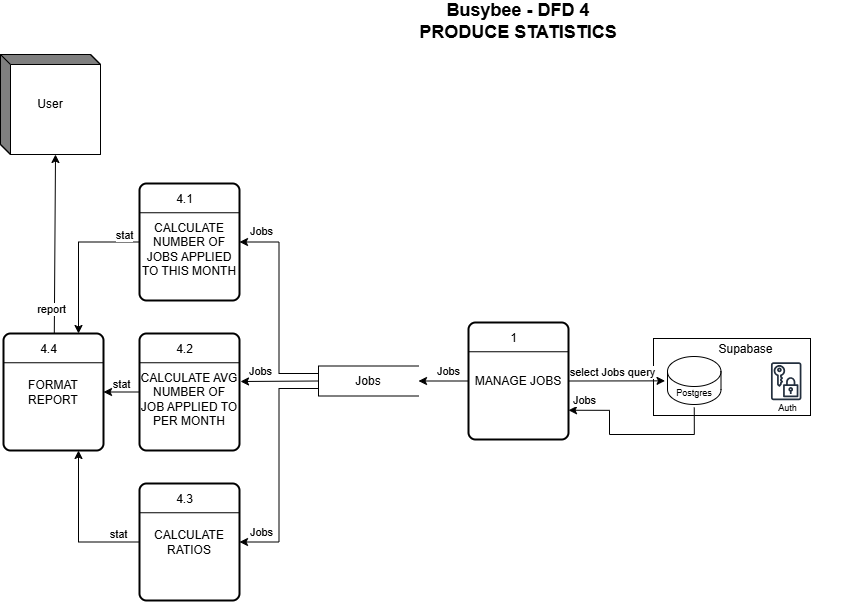 Busybee - DFD 4
PRODUCE STATISTICS
User
4.1
CALCULATE
NUMBER OF
JOBS APPLIED
TO THIS MONTH
stat
Jobs
report
4.4
FORMAT
REPORT
4.2
CALCULATE AVG
NUMBER OF
JOB APPLIED TO
PER MONTH
stat
Jobs
Jobs
Jobs
1
MANAGE JOBS
select Jobs query
Jobs
Supabase
Postgres
Auth
4.3
CALCULATE
RATIOS
stat
Jobs